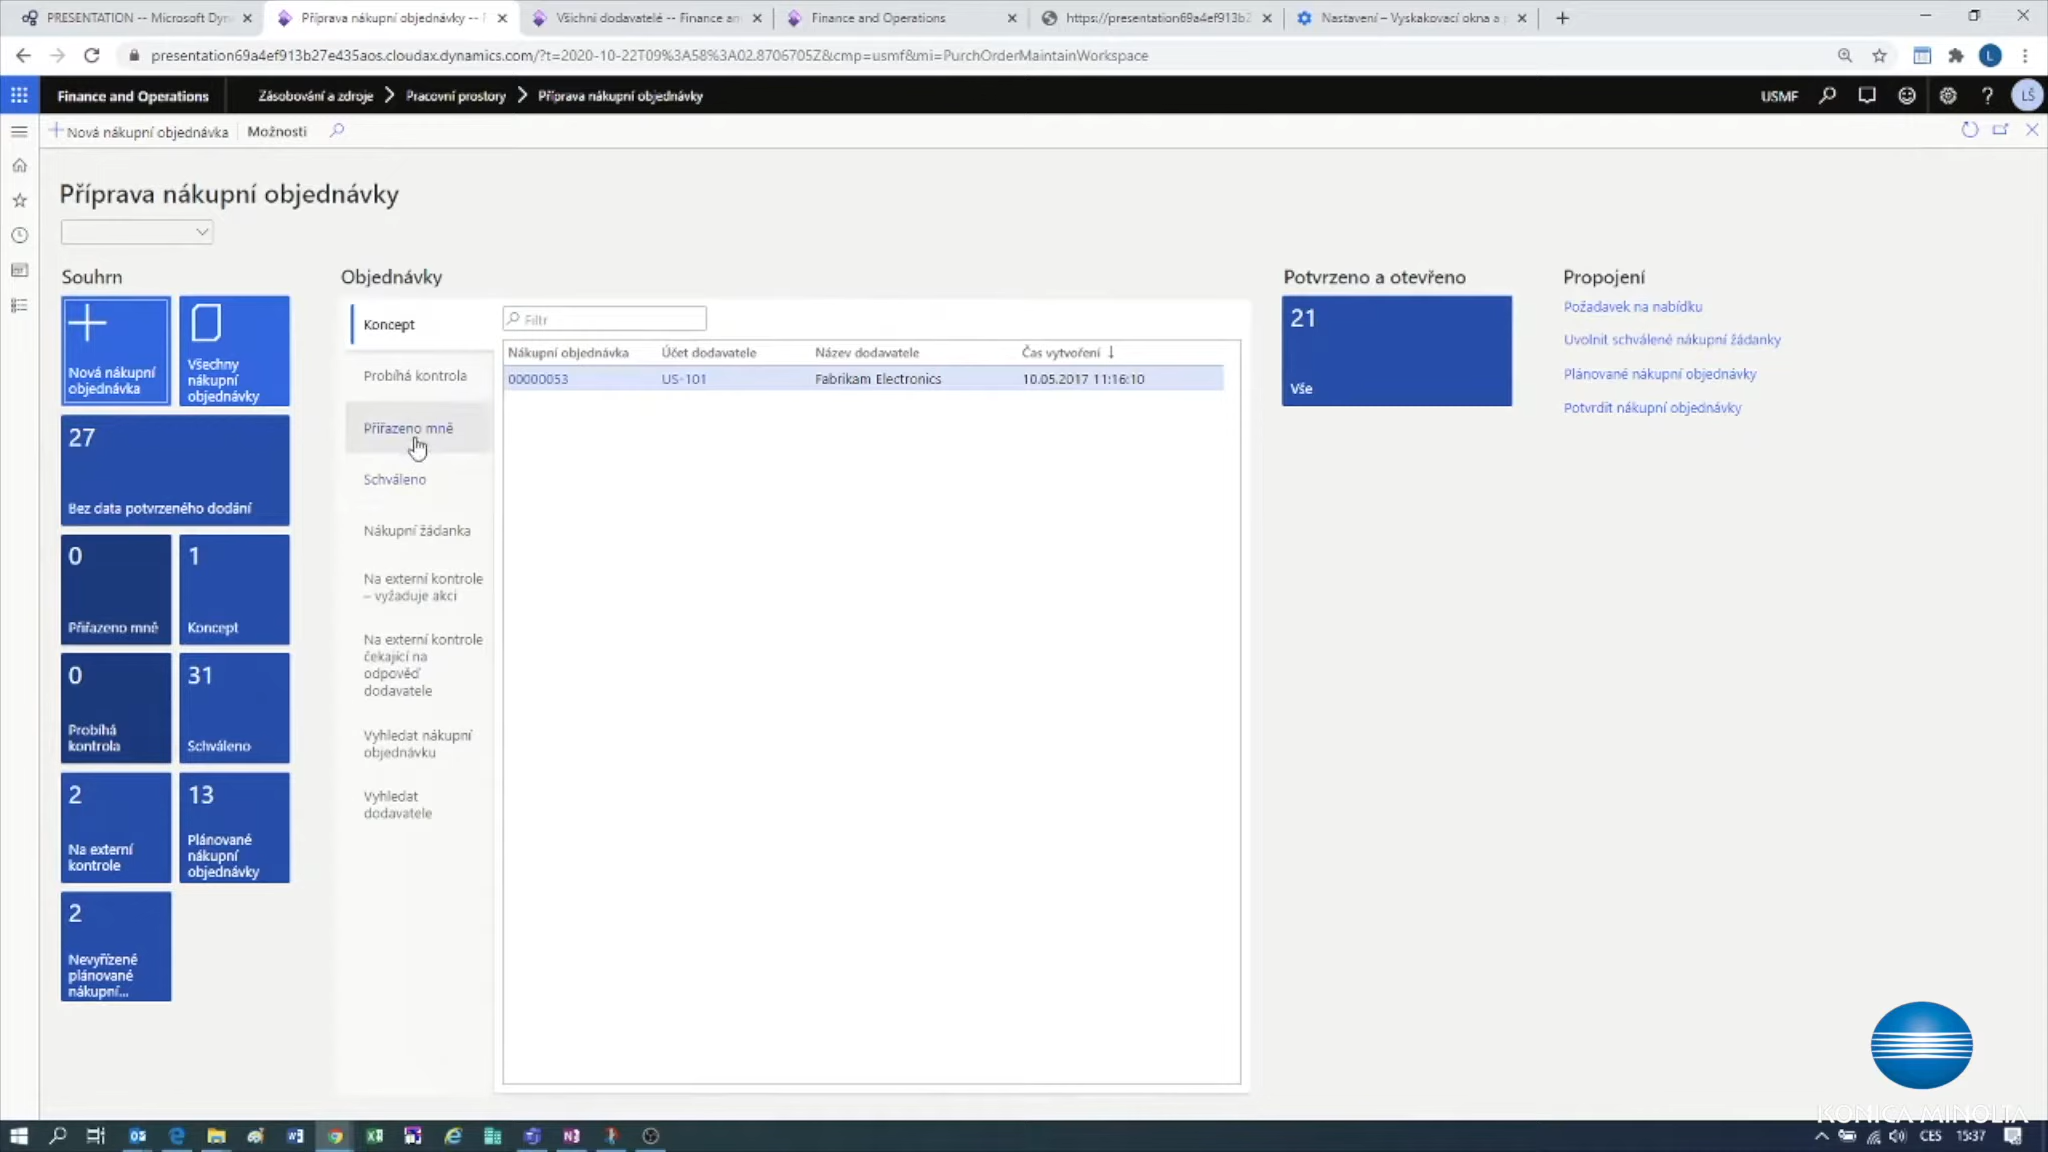 PRESENTATION -- Microsoft Dyn
Příprava nákupní objednávky --
Všichni dodavatelé -- Finance an
Finance and Operations
https://presentation69a4ef913b2
Nastavení – Vyskakovací okna a
presentation69a4ef913b27e435aos.cloudax.dynamics.com/?t=2020-10-22T09%3A58%3A02.8706705Z&cmp=usmf&mi=PurchOrderMaintainWorkspace
L
Finance and Operations
Zásobování a zdroje > Pracovní prostory > Příprava nákupní objednávky
USMF
?
LŠ
+ Nová nákupní objednávka
Možnosti
Příprava nákupní objednávky
Souhrn
Nová nákupní
objednávka
Všechny
nákupní
objednávky
27
Bez data potvrzeného dodání
0
Přiřazeno mně
1
Koncept
0
Probíhá
kontrola
31
Schváleno
2
Na externí
kontrole
13
Plánované
nákupní
objednávky
2
Nevyřízené
plánované
nákupní...
Objednávky
Koncept
Probíhá kontrola
Přiřazeno mně
Schváleno
Nákupní žádanka
Na externí kontrole
– vyžaduje akci
Na externí kontrole
čekající na
odpověď
dodavatele
Vyhledat nákupní
objednávku
Vyhledat
dodavatele
Filtr
Nákupní objednávka
Účet dodavatele
Název dodavatele
Čas vytvoření ↓
00000053
US-101
Fabrikam Electronics
10.05.2017 11:16:10
Potvrzeno a otevřeno
21
Vše
Propojení
Požadavek na nabídku
Uvolnit schválené nákupní žádanky
Plánované nákupní objednávky
Potvrdit nákupní objednávky
KONICA MINOLTA
CES
15:37